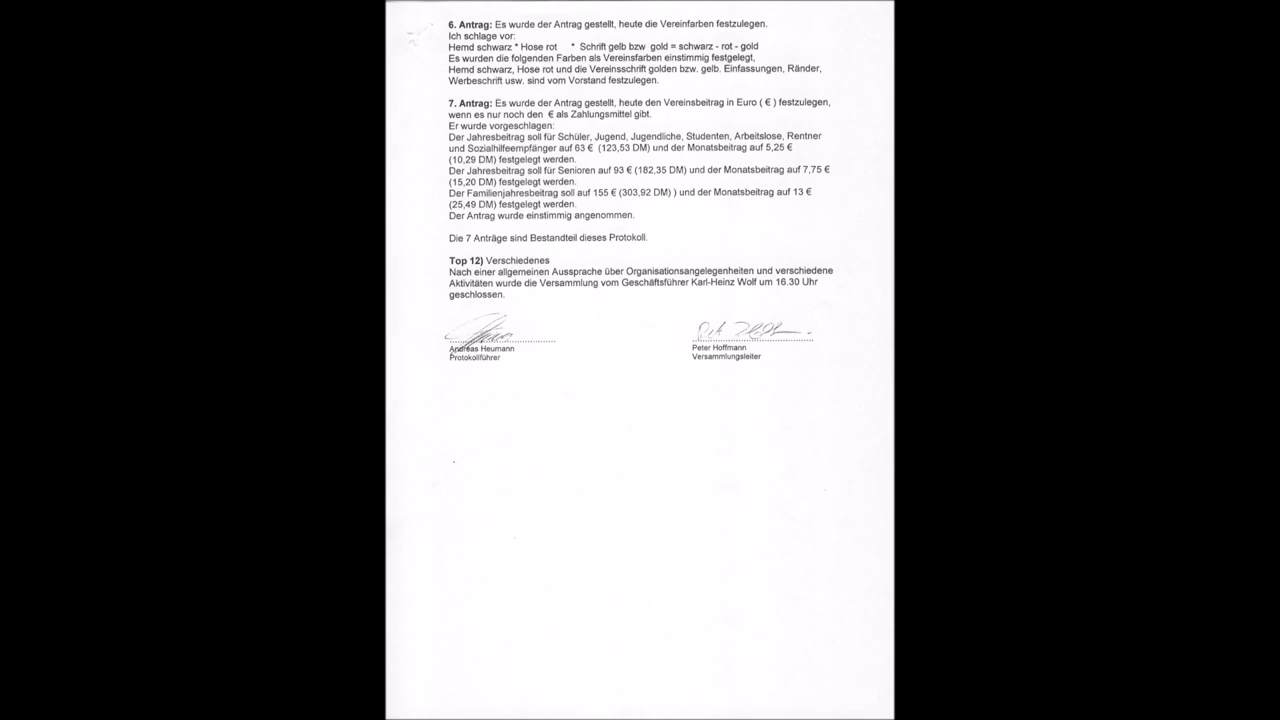 6. Antrag: Es wurde der Antrag gestellt, heute die Vereinfarben festzulegen.
Ich schlage vor:
Hemd schwarz * Hose rot * Schrift gelb bzw gold = schwarz - rot - gold
Es wurden die folgenden Farben als Vereinsfarben einstimmig festgelegt,
Hemd schwarz, Hose rot und die Vereinsschrift golden bzw. gelb. Einfassungen, Ränder,
Werbeschrift usw. sind vom Vorstand festzulegen.
7. Antrag: Es wurde der Antrag gestellt, heute den Vereinsbeitrag in Euro ( € ) festzulegen,
wenn es nur noch den € als Zahlungsmittel gibt.
Er wurde vorgeschlagen:
Der Jahresbeitrag soll für Schüler, Jugend, Jugendliche, Studenten, Arbeitslose, Rentner
und Sozialhilfeempfänger auf 63 € (123,53 DM) und der Monatsbeitrag auf 5,25 €
(10,29 DM) festgelegt werden.
Der Jahresbeitrag soll für Senioren auf 93 € (182,35 DM) und der Monatsbeitrag auf 7,75 €
(15,20 DM) festgelegt werden.
Der Familienjahresbeitrag soll auf 155 € (303,92 DM) ) und der Monatsbeitrag auf 13 €
(25,49 DM) festgelegt werden.
Der Antrag wurde einstimmig angenommen.
Die 7 Anträge sind Bestandteil dieses Protokoll.
Top 12) Verschiedenes
Nach einer allgemeinen Aussprache über Organisationsangelegenheiten und verschiedene
Aktivitäten wurde die Versammlung vom Geschäftsführer Karl-Heinz Wolf um 16.30 Uhr
geschlossen.
Andreas Heumann
Protokollführer
Peter Hoffmann
Versammlungsleiter